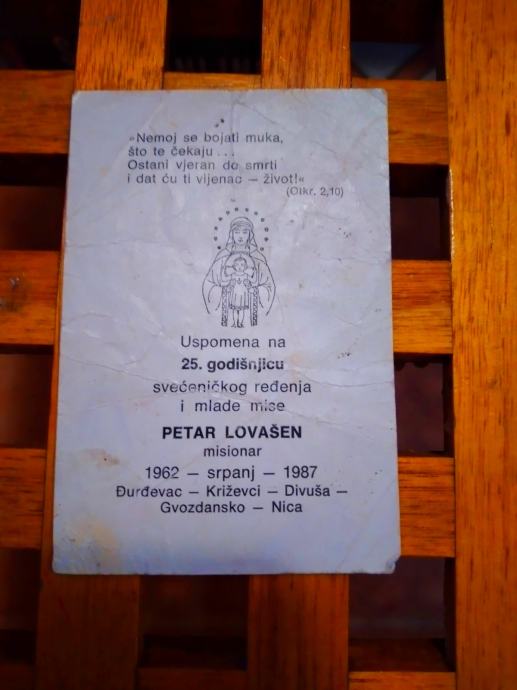 »Nemoj se bojati muka,
što te čekaju . . .
Ostani vjeran do smrti
i dat ću ti vijenac — život!«
(Otkr. 2,10)
Uspomena na
25. godišnjicu
svećeničkog ređenja
i mlade mise
PETAR LOVAŠEN
misionar
1962 — srpanj — 1987
Đurđevac — Križevci — Divuša —
Gvozdansko — Nica